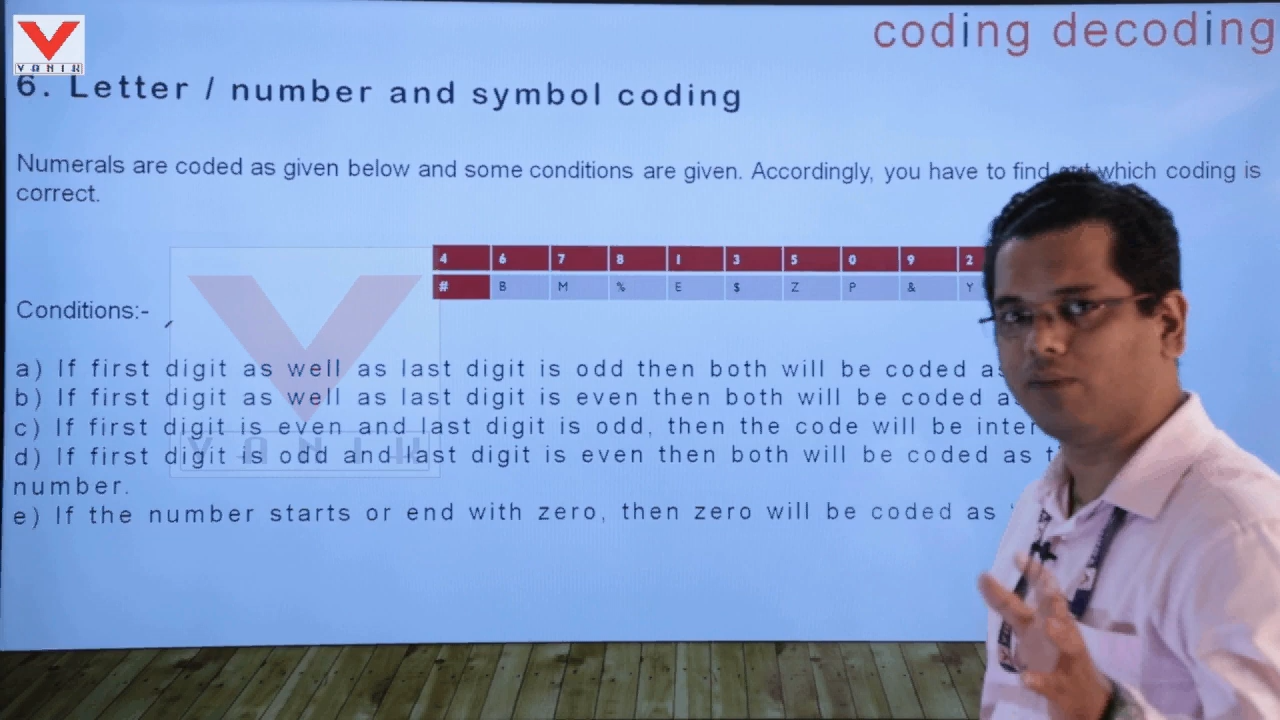 coding decoding
VANIK
6. Letter / number and symbol coding
Numerals are coded as given below and some conditions are given. Accordingly, you have to find out which coding is
correct.
4 6 7 8 1 3 5 0 9 2
# B M % E $ Z P & Y
Conditions:-
a) If first digit as well as last digit is odd then both will be coded as
b) If first digit as well as last digit is even then both will be coded
c) If first digit is even and last digit is odd, then the code will be
VANIK
d) If first digit is odd and last digit is even then both will be coded as
number.
e) If the number starts or end with zero, then zero will be coded as